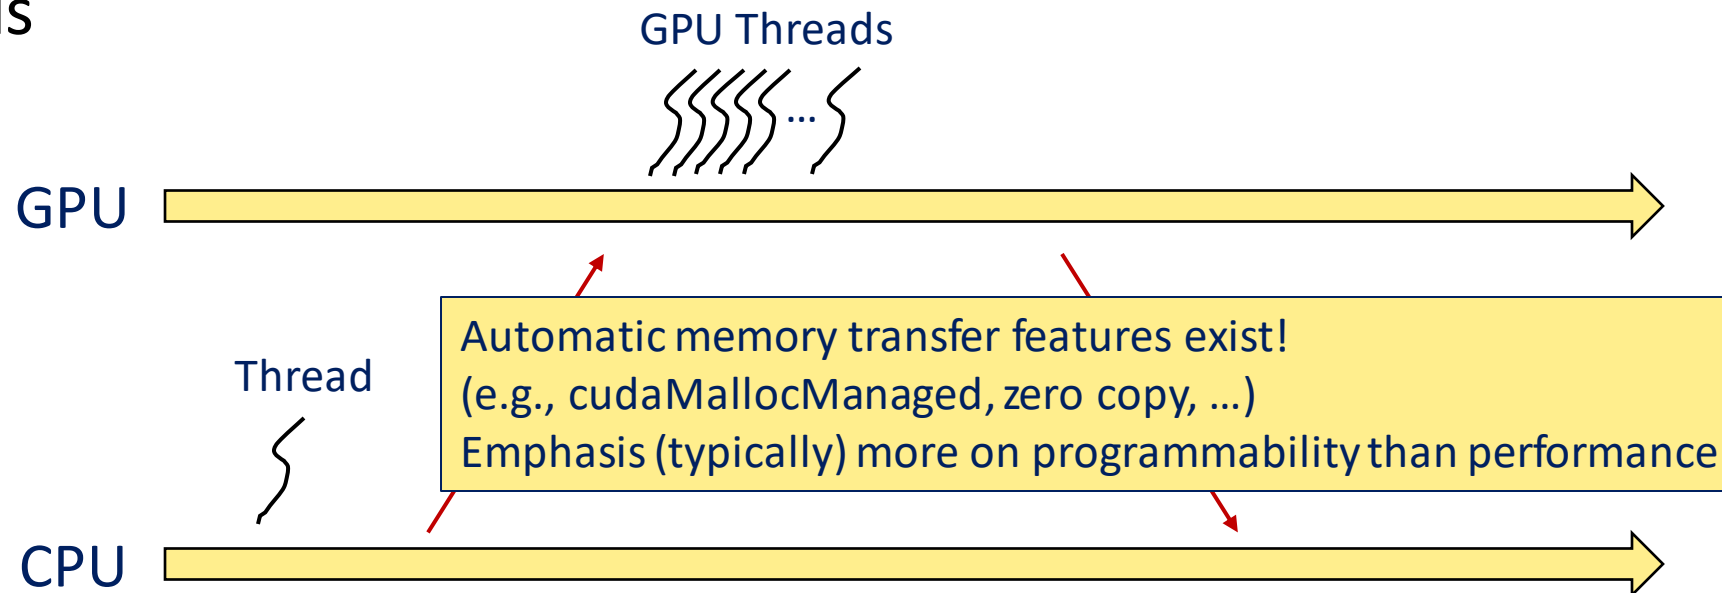 GPU Threads
...
GPU
Automatic memory transfer features exist!
(e.g., cudaMallocManaged, zero copy, ...)
Emphasis (typically) more on programmability than performance
Thread
CPU